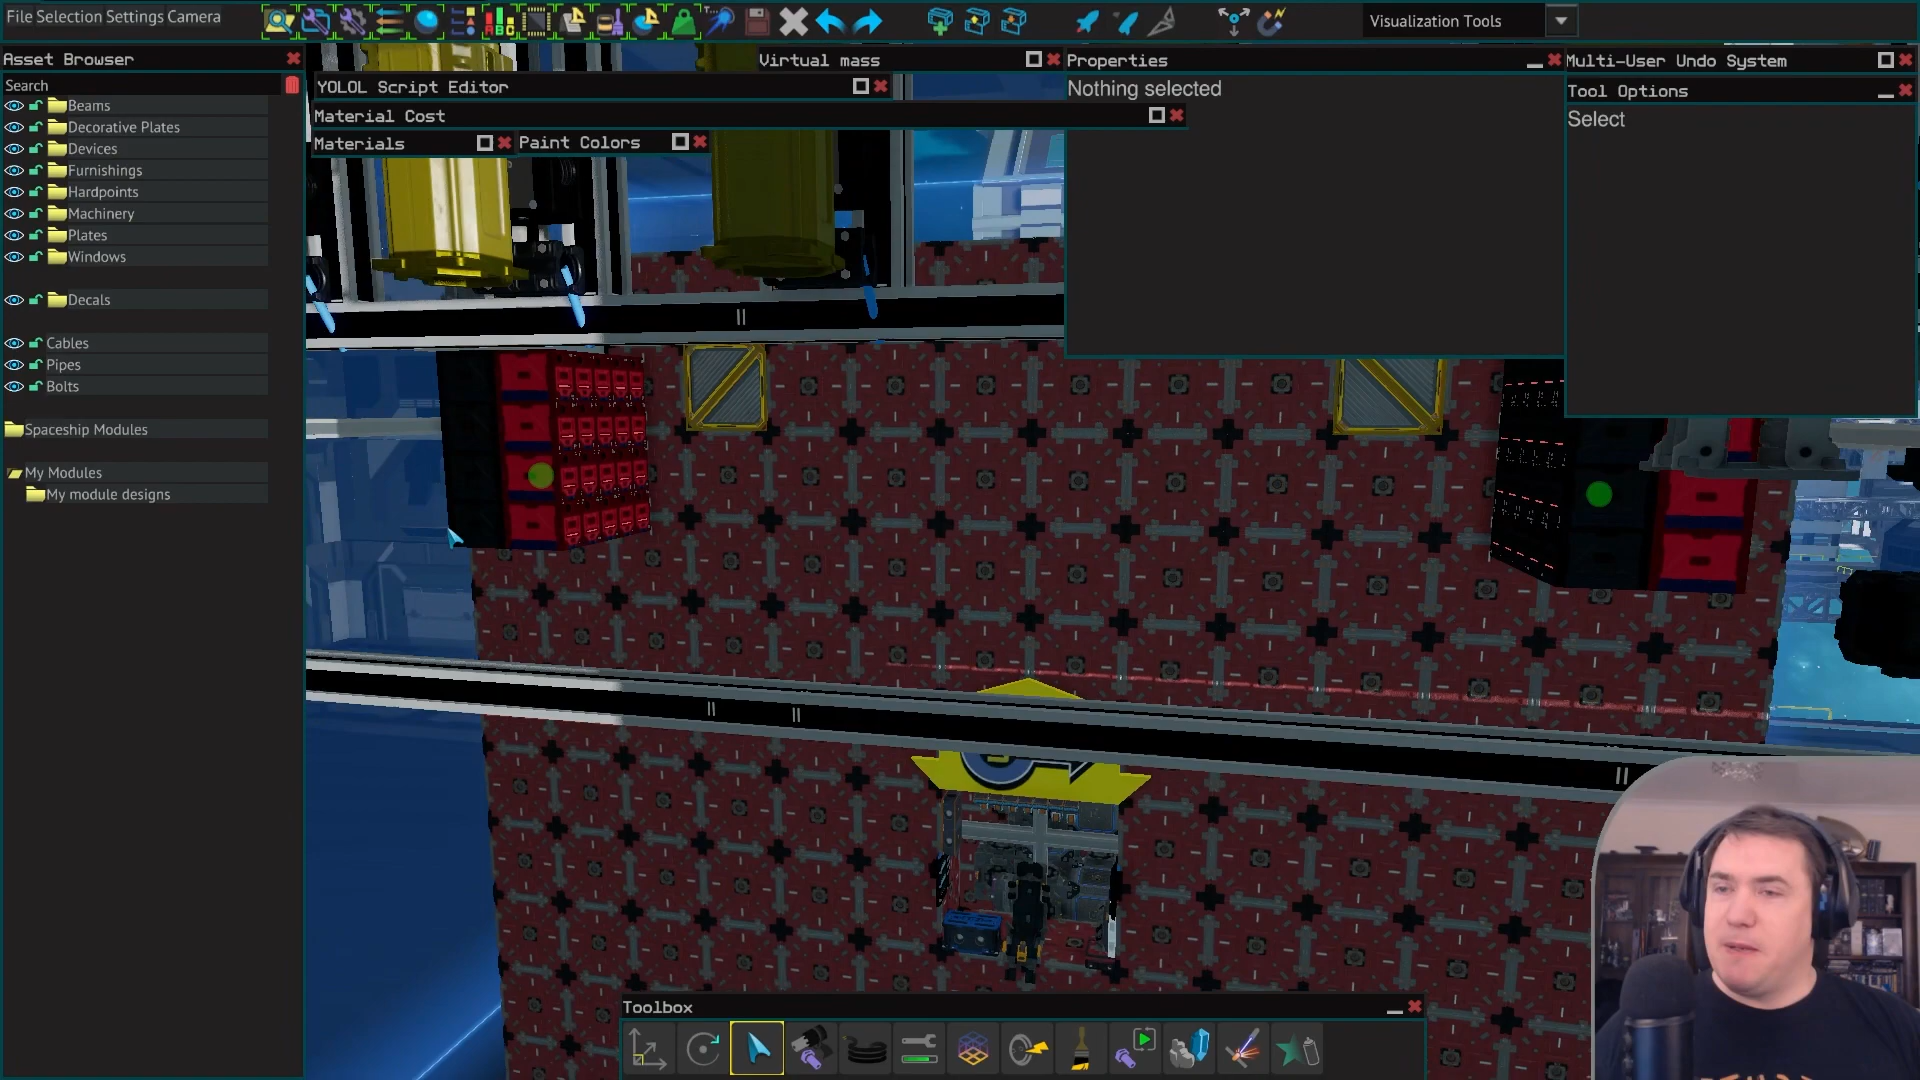 File Selection Settings Camera
Visualization Tools
Asset Browser
Search
Beams
Decorative Plates
Devices
Furnishings
Hardpoints
Machinery
Plates
Windows
Decals
Cables
Pipes
Bolts
Spaceship Modules
My Modules
My module designs
Virtual mass
YOLOL Script Editor
Material Cost
Materials
Paint Colors
Properties
Nothing selected
Multi-User Undo System
Tool Options
Select
Toolbox